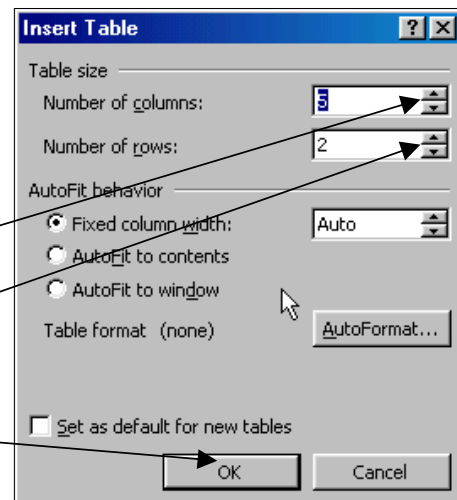 Insert Table
Table size
Number of columns: 5
Number of rows: 2
AutoFit behavior
Fixed column width: Auto
AutoFit to contents
AutoFit to window
Table format (none) AutoFormat...
Set as default for new tables
OK Cancel